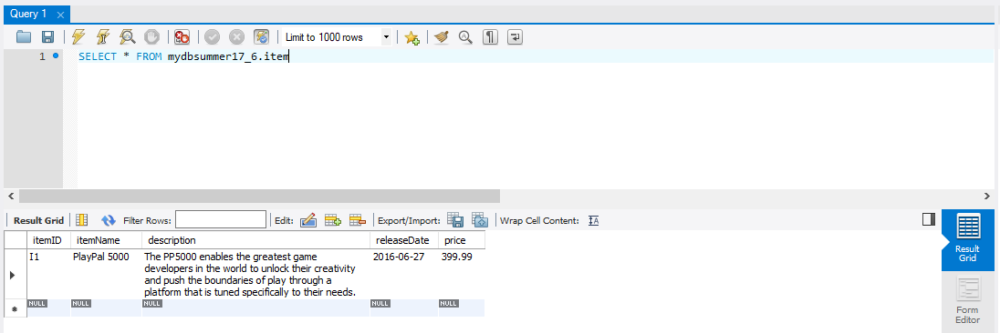 Query 1
Limit to 1000 rows
1 SELECT * FROM mydbsummer17_6.item
Result Grid Filter Rows: Edit: Export/Import: Wrap Cell Content:
itemID itemName description releaseDate price
I1 PlayPal 5000 The PP5000 enables the greatest game 2016-06-27 399.99
developers in the world to unlock their creativity
and push the boundaries of play through a
platform that is tuned specifically to their needs.
NULL NULL NULL NULL NULL
Result
Grid
Form
Editor